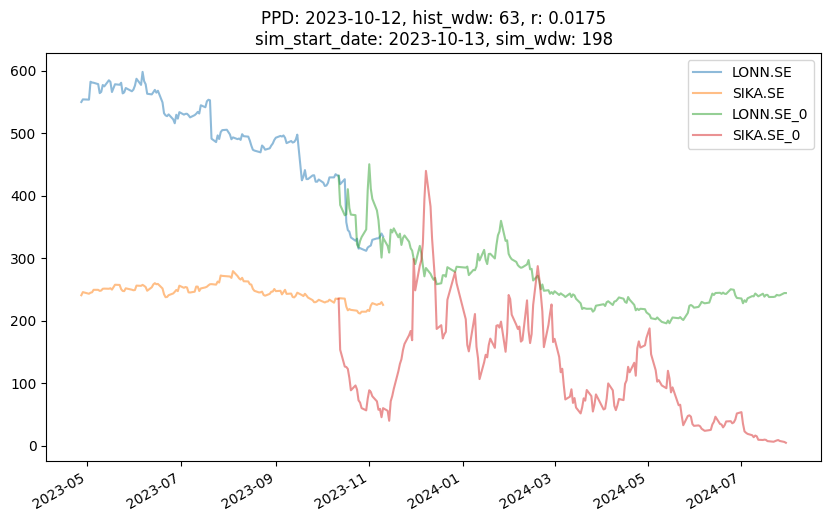 PPD: 2023-10-12, hist_wdw: 63, r: 0.0175
sim_start_date: 2023-10-13, sim_wdw: 198
LONN.SE
SIKA.SE
LONN.SE_0
SIKA.SE_0
600
500
400
300
200
100
0
2023-05
2023-07
2023-09
2023-11
2024-01
2024-03
2024-05
2024-07